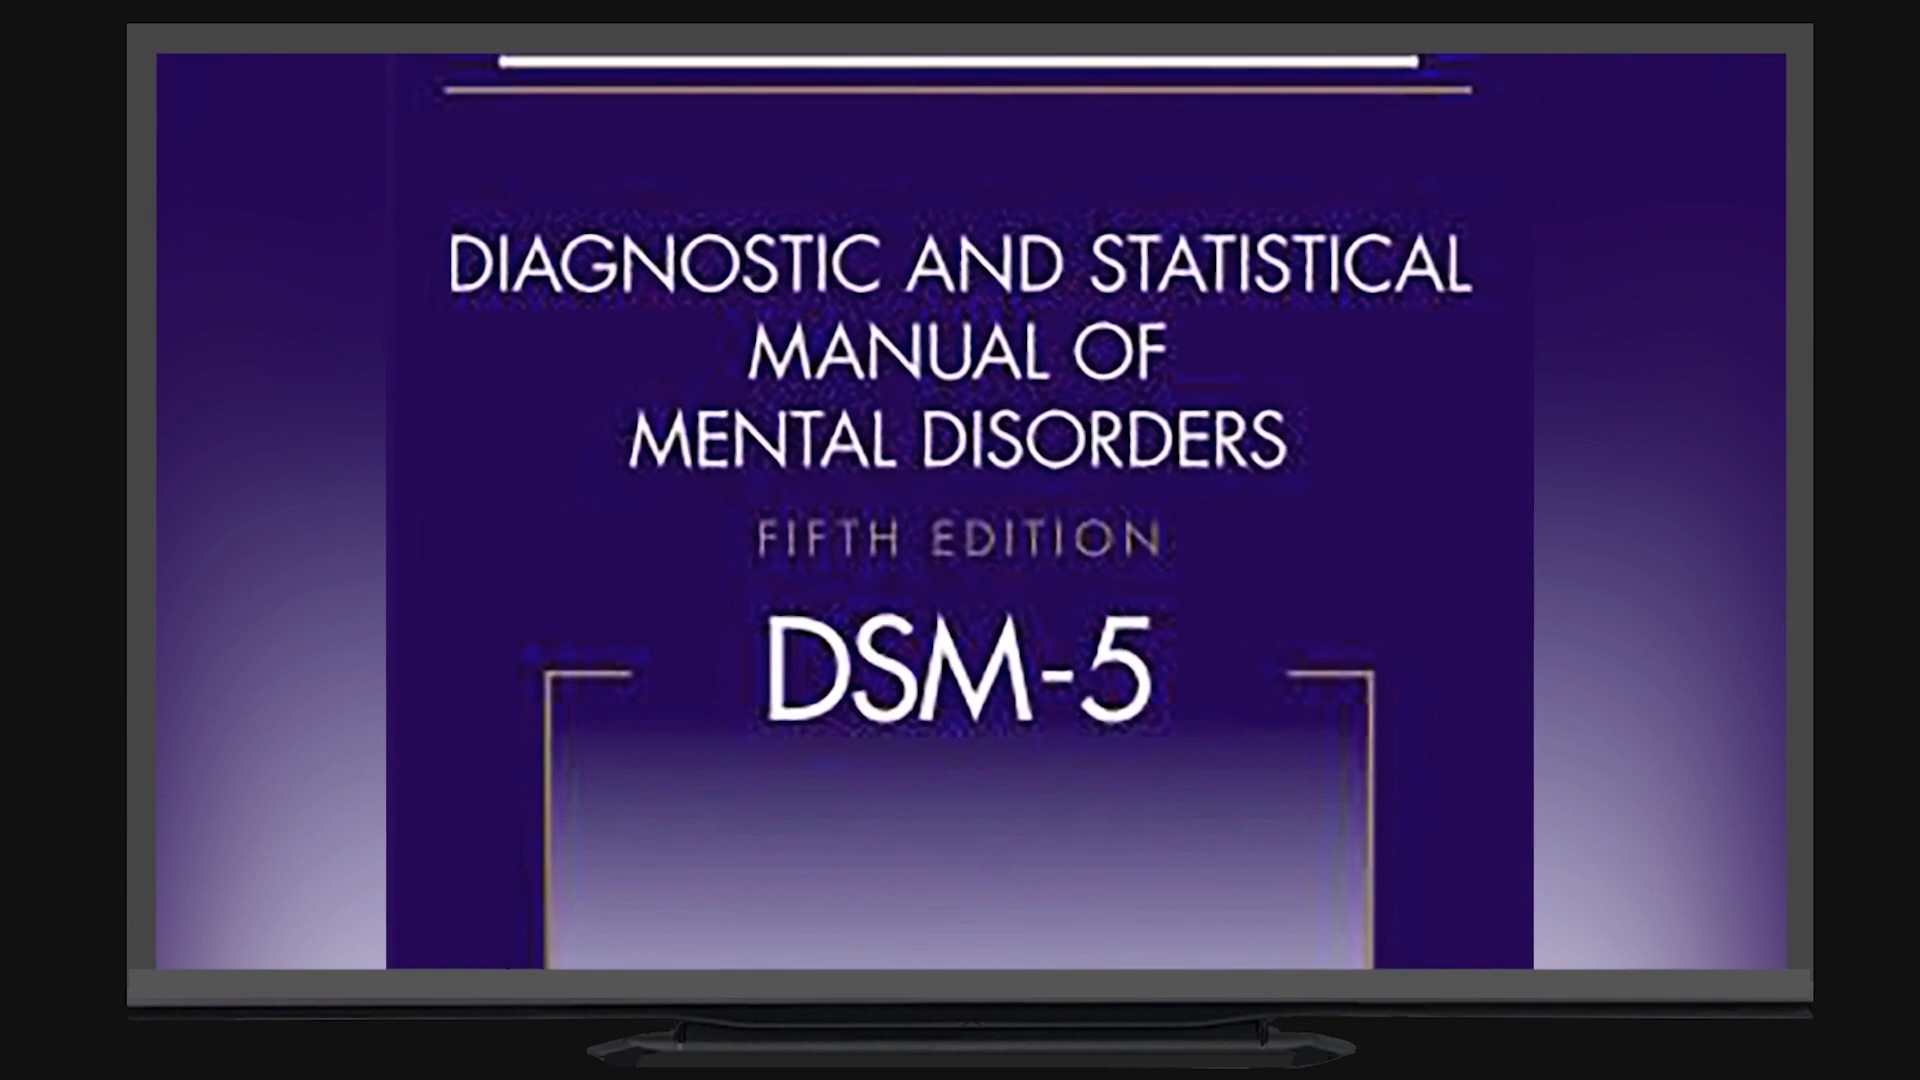 DIAGNOSTIC AND STATISTICAL
MANUAL OF
MENTAL DISORDERS
FIFTH EDITION
DSM-5